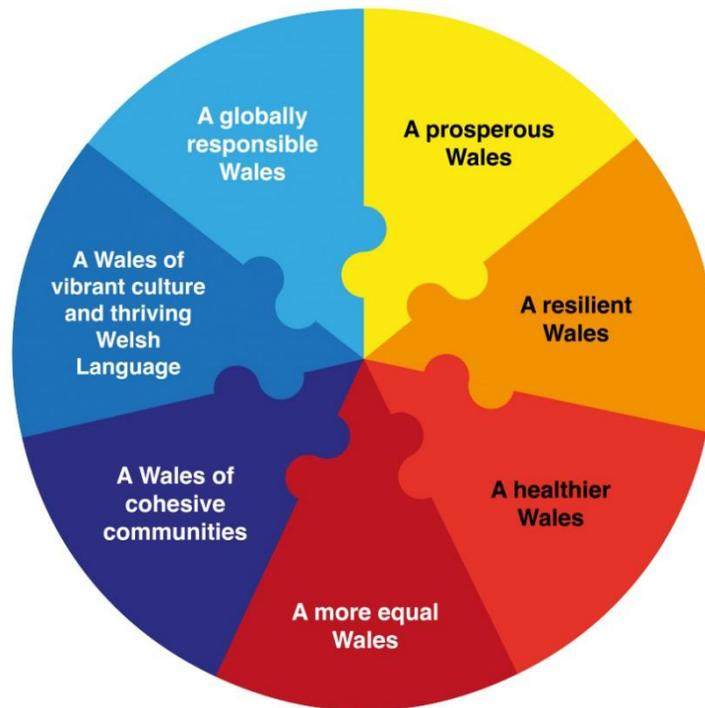 A prosperous
Wales
A resilient
Wales
A healthier
Wales
A more equal
Wales
A Wales of
cohesive
communities
A Wales of
vibrant culture
and thriving
Welsh
Language
A globally
responsible
Wales